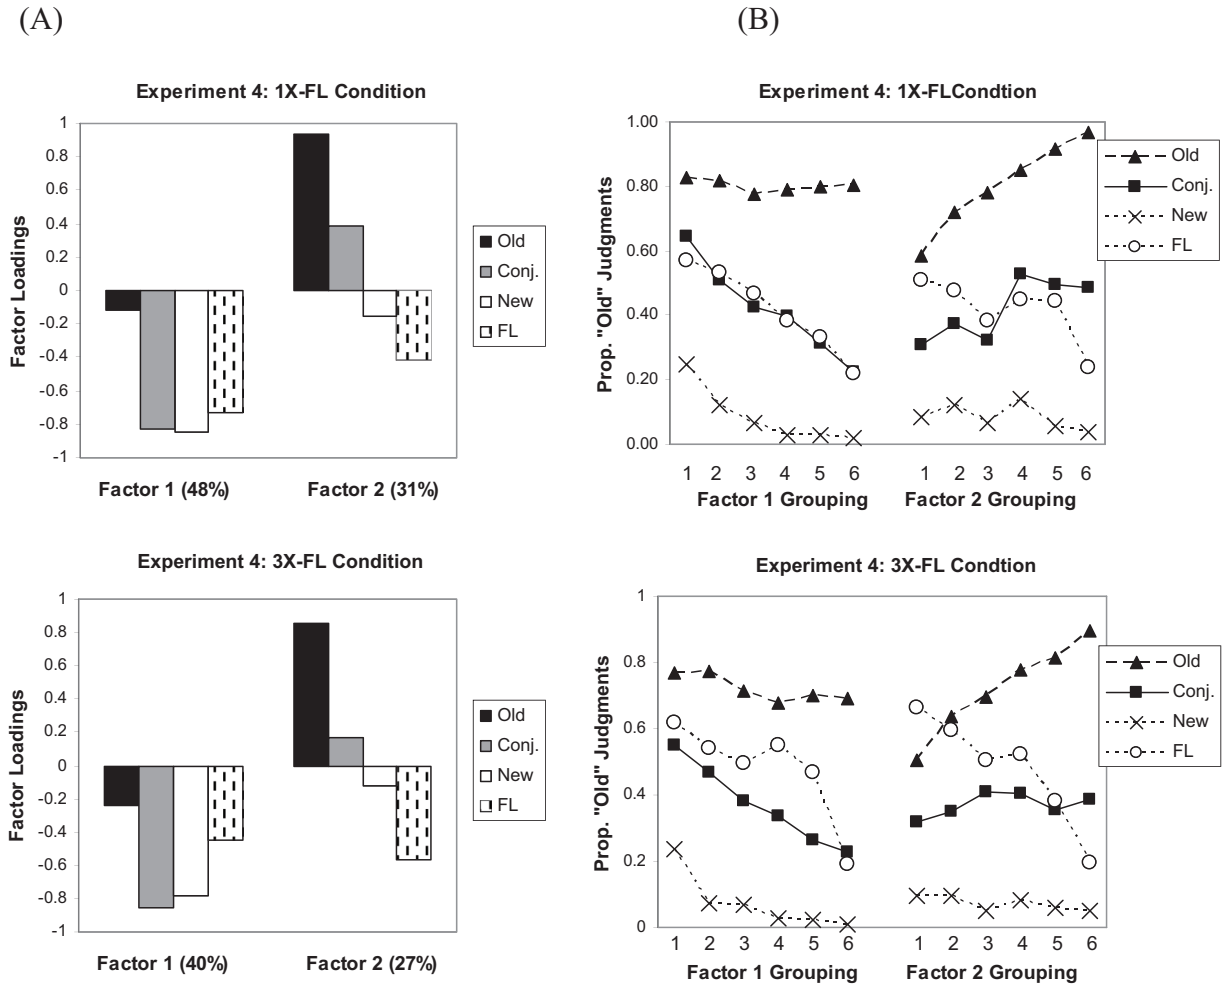 (A)
(B)
Experiment 4: 1X-FL Condition
Factor Loadings
1
0.8
0.6
0.4
0.2
0
-0.2
-0.4
-0.6
-0.8
-1
Factor 1 (48%)
Factor 2 (31%)
Old
Conj.
New
FL
Experiment 4: 1X-FLCondtion
Prop. "Old" Judgments
1.00
0.80
0.60
0.40
0.20
0.00
1 2 3 4 5 6
1 2 3 4 5 6
Factor 1 Grouping
Factor 2 Grouping
Old
Conj.
New
FL
Experiment 4: 3X-FL Condition
Factor Loadings
1
0.8
0.6
0.4
0.2
0
-0.2
-0.4
-0.6
-0.8
-1
Factor 1 (40%)
Factor 2 (27%)
Old
Conj.
New
FL
Experiment 4: 3X-FL Condtion
Prop. "Old" Judgments
1
0.8
0.6
0.4
0.2
0
1 2 3 4 5 6
1 2 3 4 5 6
Factor 1 Grouping
Factor 2 Grouping
Old
Conj.
New
FL